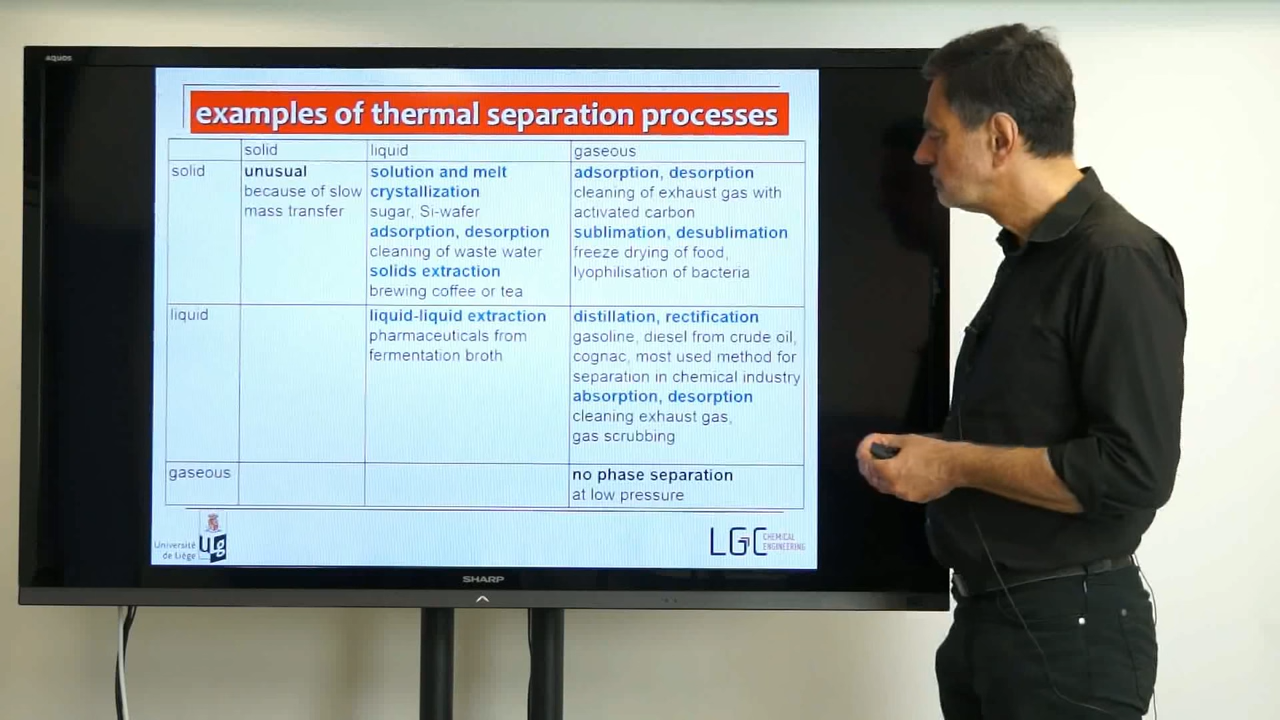 AQUOS
examples of thermal separation processes
solid
liquid
gaseous
solid
unusual
because of slow
mass transfer
solution and melt
crystallization
sugar, Si-wafer
adsorption, desorption
cleaning of waste water
solids extraction
brewing coffee or tea
adsorption, desorption
cleaning of exhaust gas with
activated carbon
sublimation, desublimation
freeze drying of food,
lyophilisation of bacteria
liquid
liquid-liquid extraction
pharmaceuticals from
fermentation broth
distillation, rectification
gasoline, diesel from crude oil,
cognac, most used method for
separation in chemical industry
absorption, desorption
cleaning exhaust gas,
gas scrubbing
gaseous
no phase separation
at low pressure
Université
de Liège
ULg
LGC
CHEMICAL
ENGINEERING
SHARP